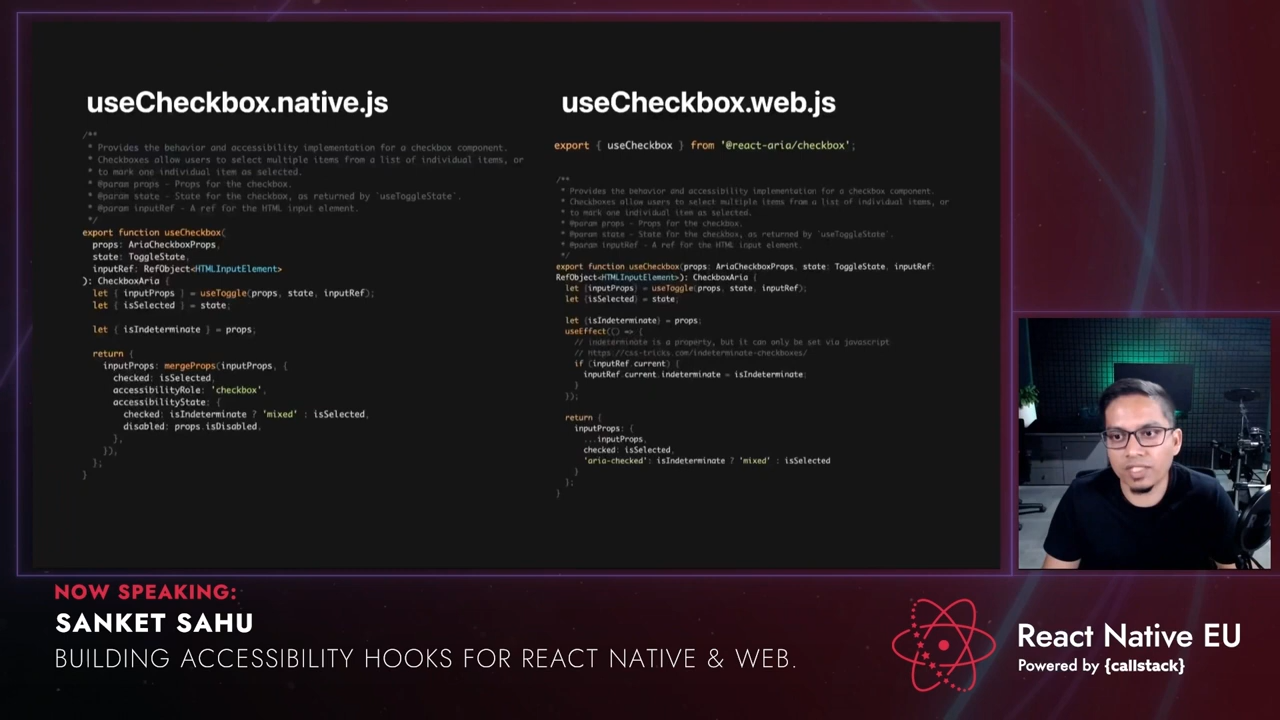 useCheckbox.native.js
/**
 * Provides the behavior and accessibility implementation for a checkbox component.
 * Checkboxes allow users to select multiple items from a list of individual items, or
 * to mark one individual item as selected.
 * @param props - Props for the checkbox.
 * @param state - State for the checkbox, as returned by `useToggleState`.
 * @param inputRef - A ref for the HTML input element.
 */
export function useCheckbox(
  props: AriaCheckboxProps,
  state: ToggleState,
  inputRef: RefObject<HTMLInputElement>
): CheckboxAria {
  let { inputProps } = useToggle(props, state, inputRef);
  let { isSelected } = state;
  let { isIndeterminate } = props;
  return {
    inputProps: mergeProps(inputProps, {
      checked: isSelected,
      accessibilityRole: 'checkbox',
      accessibilityState: {
        checked: isIndeterminate ? 'mixed' : isSelected,
        disabled: props.isDisabled,
      },
    }),
  };
}
useCheckbox.web.js
export { useCheckbox } from '@react-aria/checkbox';
/**
 * Provides the behavior and accessibility implementation for a checkbox component.
 * Checkboxes allow users to select multiple items from a list of individual items, or
 * to mark one individual item as selected.
 * @param props - Props for the checkbox.
 * @param state - State for the checkbox, as returned by `useToggleState`.
 * @param inputRef - A ref for the HTML input element.
 */
export function useCheckbox(props: AriaCheckboxProps, state: ToggleState, inputRef:
RefObject<HTMLInputElement>): CheckboxAria {
  let {inputProps} = useToggle(props, state, inputRef);
  let {isSelected} = state;
  let {isIndeterminate} = props;
  useEffect(() => {
    // indeterminate is a property, but it can only be set via javascript
    // https://css-tricks.com/indeterminate-checkboxes/
    if (inputRef.current) {
      inputRef.current.indeterminate = isIndeterminate;
    }
  });
  return {
    inputProps: {
      ...inputProps,
      checked: isSelected,
      'aria-checked': isIndeterminate ? 'mixed' : isSelected
    }
  };
}
NOW SPEAKING:
SANKET SAHU
BUILDING ACCESSIBILITY HOOKS FOR REACT NATIVE & WEB.
React Native EU
Powered by {callstack}